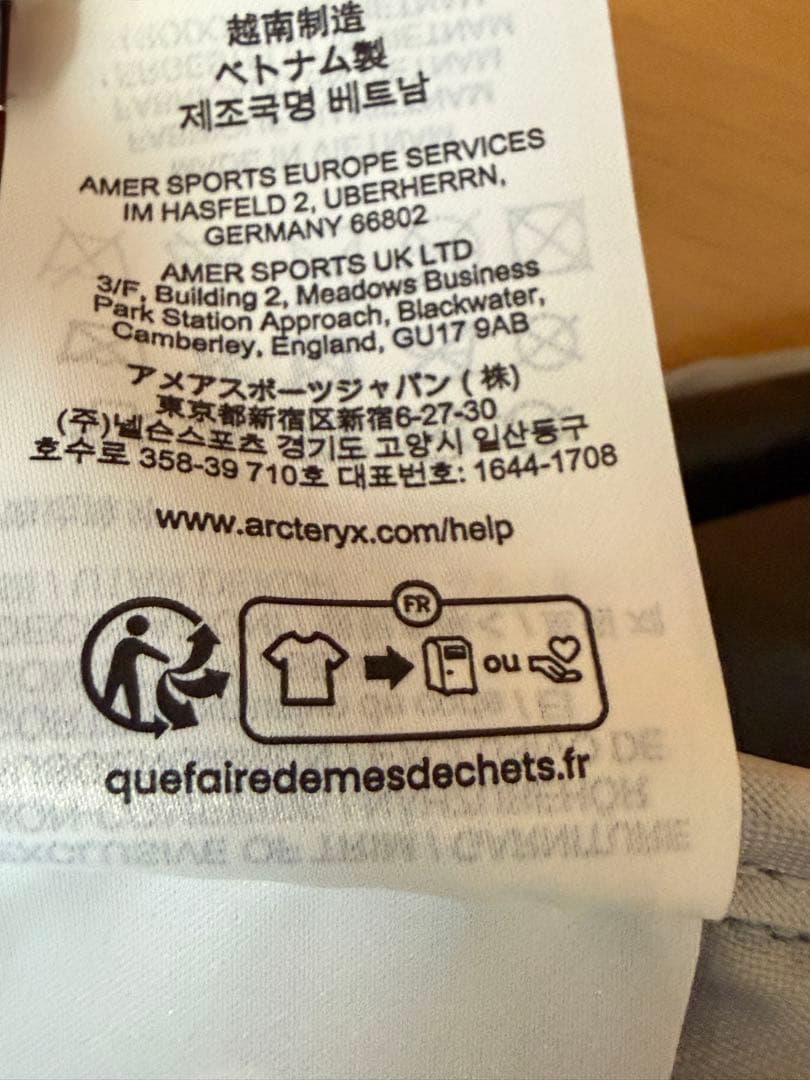 越南制造
ベトナム製
제조국명 베트남
AMER SPORTS EUROPE SERVICES
IM HASFELD 2, UBERHERRN,
GERMANY 66802
AMER SPORTS UK LTD
3/F, Building 2, Meadows Business
Park Station Approach, Blackwater,
Camberley, England, GU17 9AB
アメアスポーツジャパン ( 株)
東京都新宿区新宿6-27-30
(주)넬슨스포츠 경기도 고양시 일산동구
호수로 358-39 710호 대표번호: 1644-1708
www.arcteryx.com/help
FR
ou
quefairedemesdechets.fr